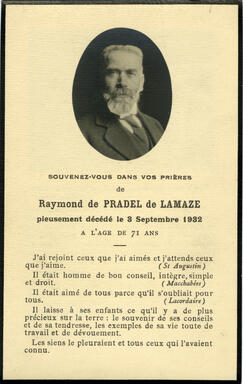 SOUVENEZ-VOUS DANS VOS PRIÈRES
de
Raymond de PRADEL de LAMAZE
pieusement décédé le 3 Septembre 1932
A L'AGE DE 71 ANS
J'ai rejoint ceux que j'ai aimés et j'attends ceux
que j'aime. (St Augustin)
Il était homme de bon conseil, intègre, simple
et droit. (Macchabées)
Il était aimé de tous parce qu'il s'oubliait pour
tous. (Lacordaire)
Il laisse à ses enfants ce qu'il y a de plus
précieux sur la terre : le souvenir de ses conseils
et de sa tendresse, les exemples de sa vie toute de
travail et de dévouement.
Les siens le pleuraient et tous ceux qui l'avaient
connu.